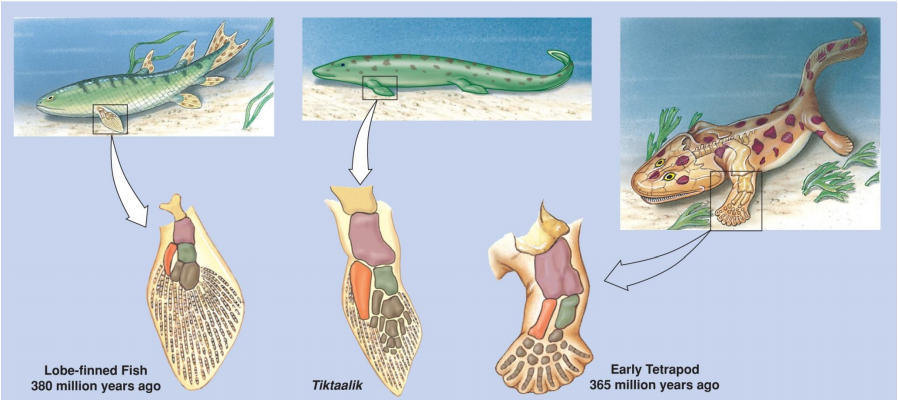 Lobe-finned Fish
380 million years ago
Tiktaalik
Early Tetrapod
365 million years ago